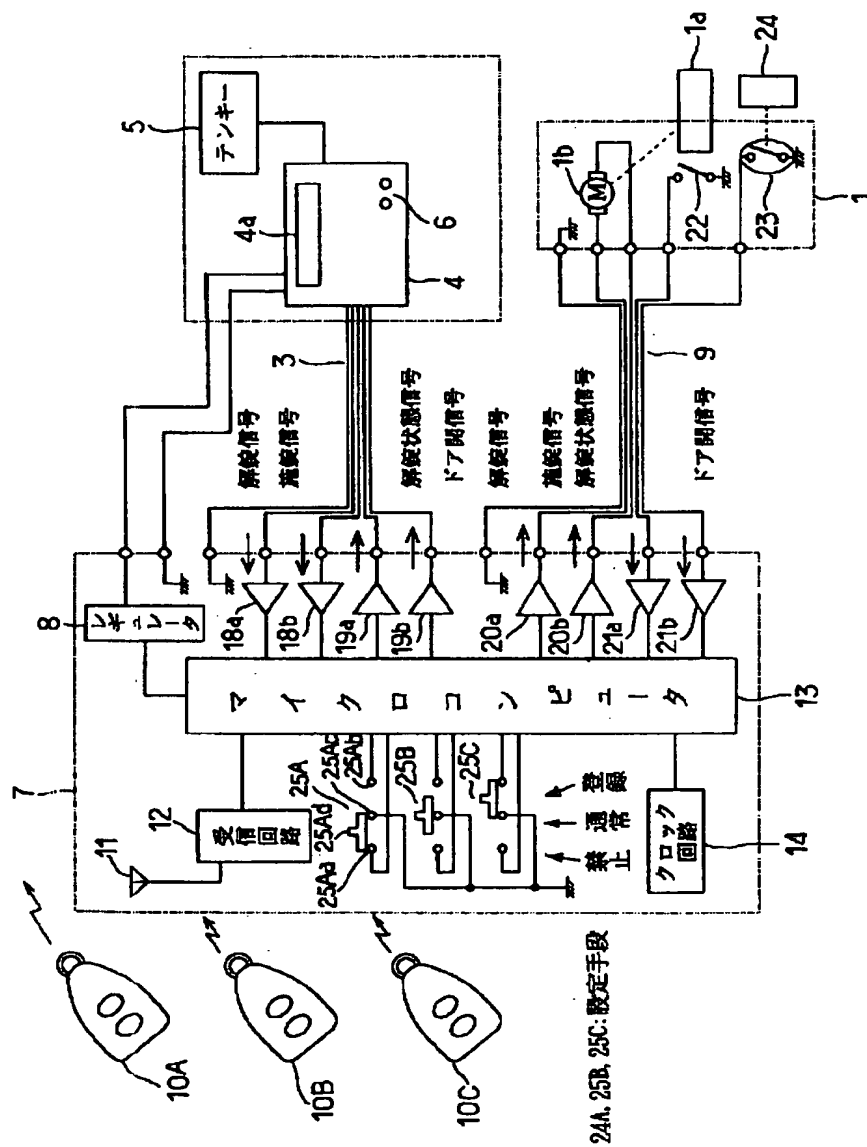 7
8
レギュレータ
11
12
受信回路
10A
10B
10C
25A
25Ad
25Aa
25Ac
25Ab
25B
25C
禁止
通常
登録
クロック
回路
14
マイクロコンピュータ
13
18a
18b
19a
19b
20a
20b
21a
21b
解錠信号
施錠信号
解錠状態信号
ドア開信号
解錠信号
施錠信号
解錠状態信号
ドア開信号
3
9
5
テンキー
4a
6
4
1b
M
1a
24
22
23
1
24A, 25B, 25C: 設定手段